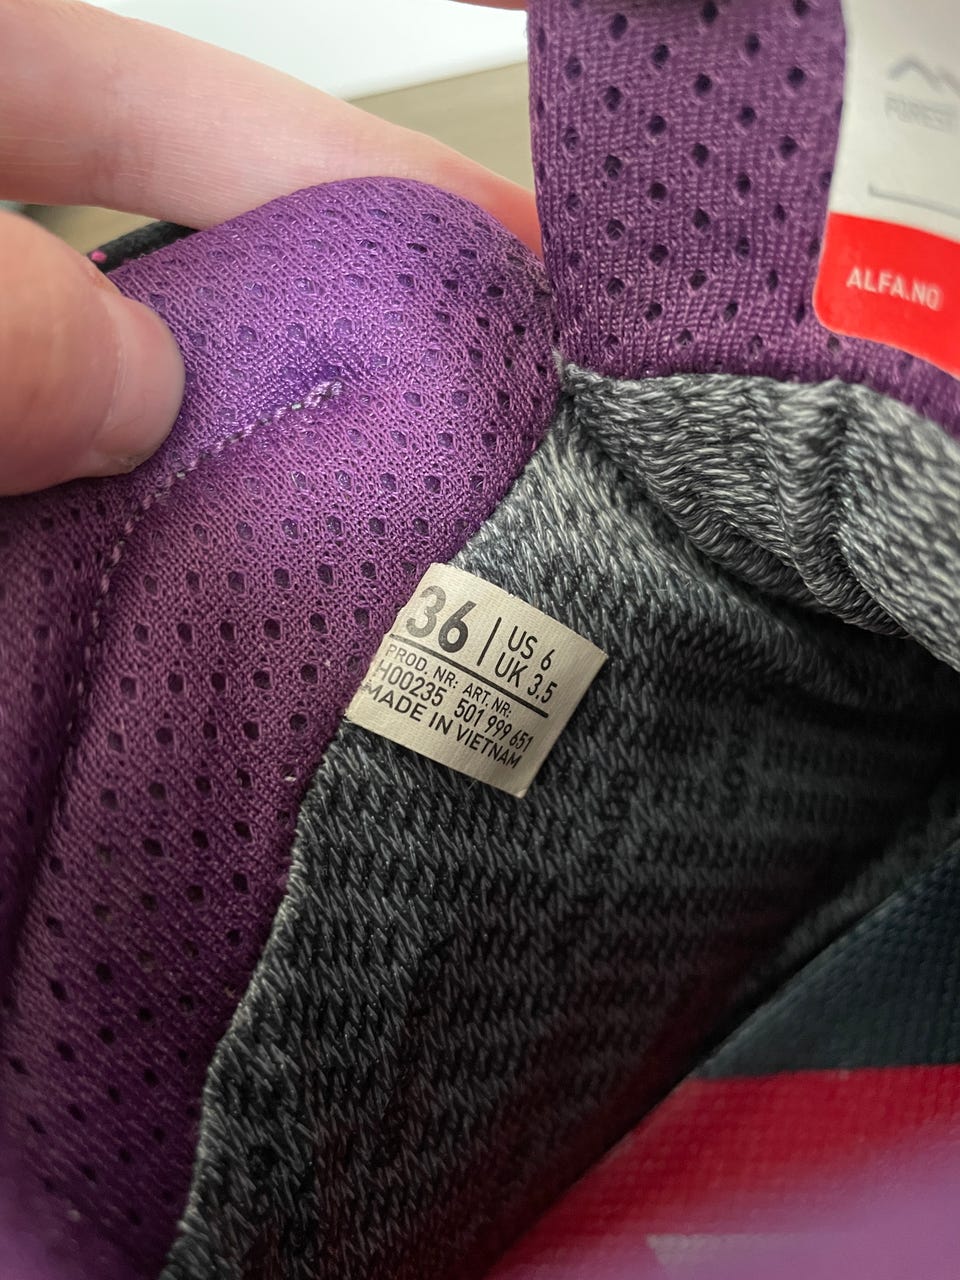 FOREST
ALFA.NO
36 | US 6
UK 3.5
PROD. NR: ART. NR:
H00235 501 999 651
MADE IN VIETNAM